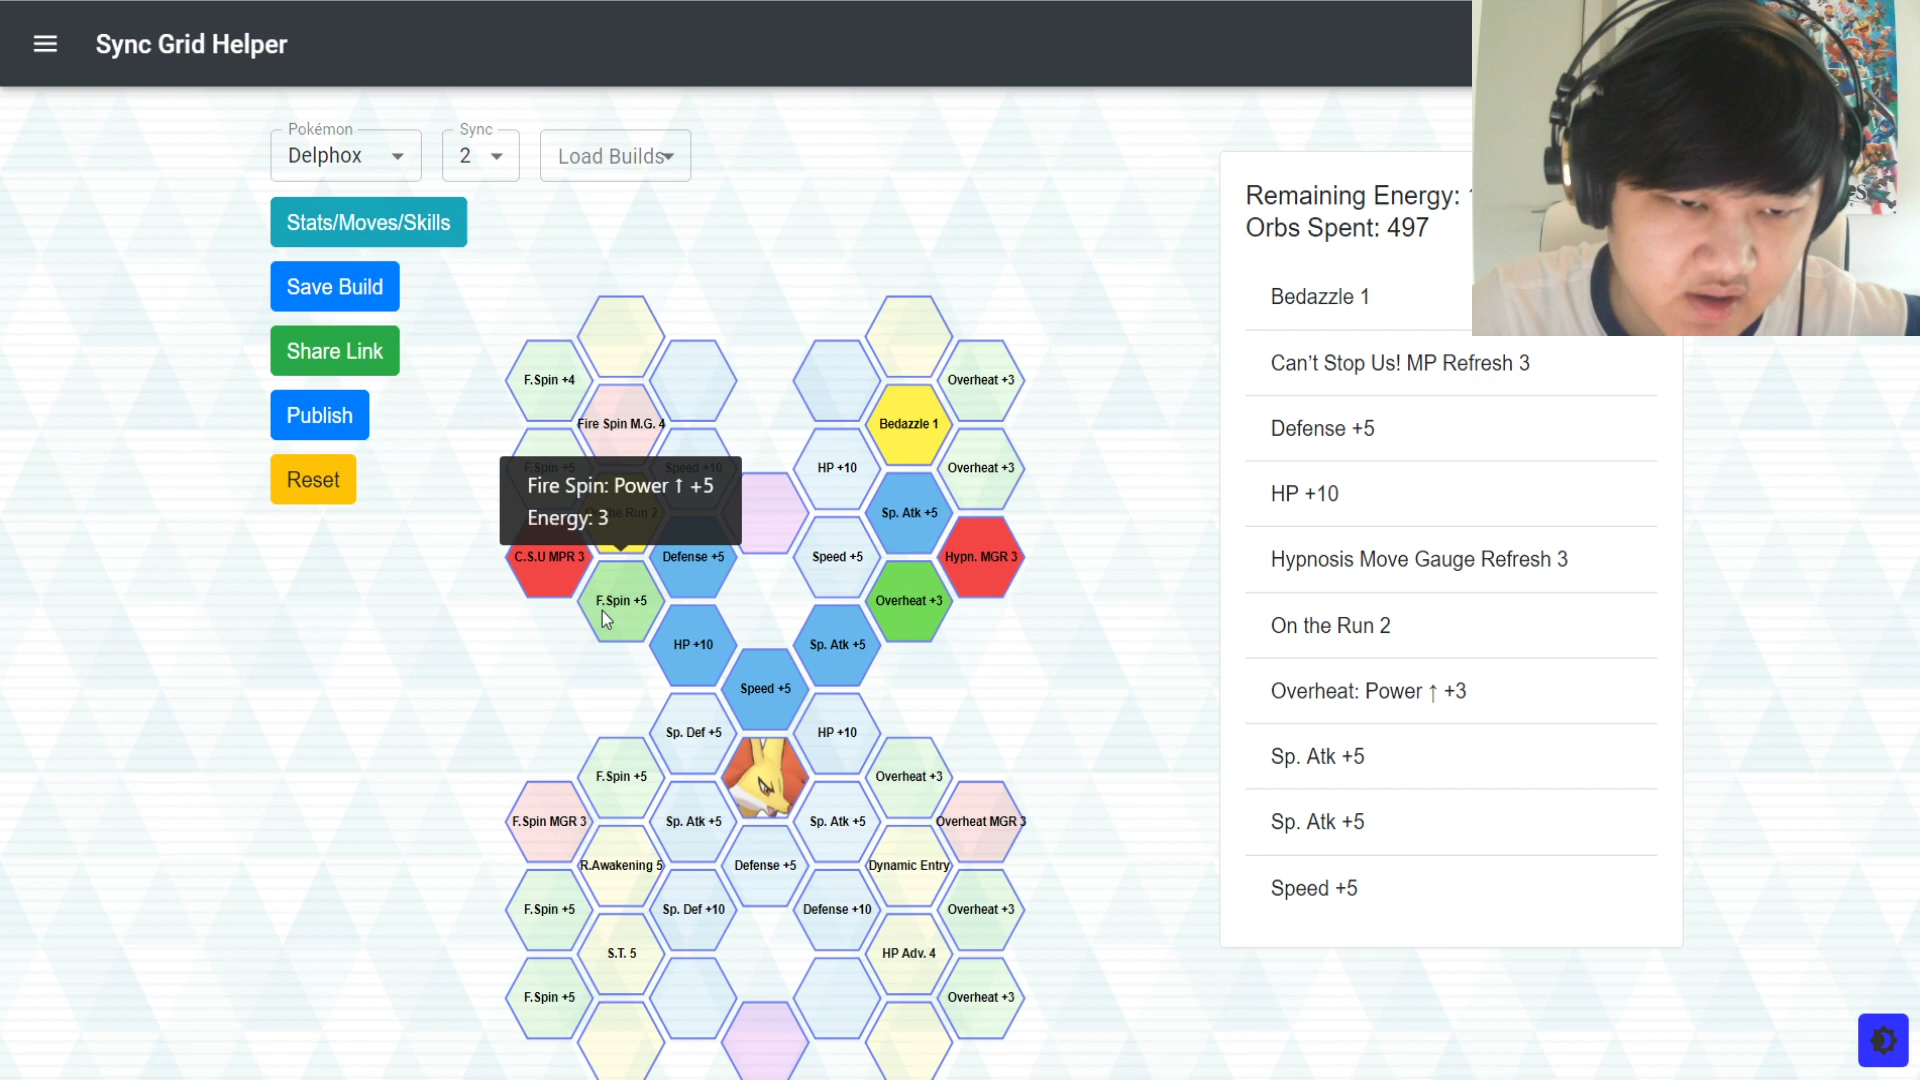 Sync Grid Helper
Pokémon
Delphox
Sync
2
Load Builds
Stats/Moves/Skills
Save Build
Share Link
Publish
Reset
Remaining Energy:
Orbs Spent: 497
Bedazzle 1
Can't Stop Us! MP Refresh 3
Defense +5
HP +10
Hypnosis Move Gauge Refresh 3
On the Run 2
Overheat: Power ↑ +3
Sp. Atk +5
Sp. Atk +5
Speed +5
F.Spin +4
Overheat +3
Fire Spin M.G. 4
Bedazzle 1
F.Spin +5
Speed +10
HP +10
Overheat +3
Fire Spin: Power ↑ +5
Energy: 3
the Run 2
Sp. Atk +5
C.S.U MPR 3
Defense +5
Speed +5
Hypn. MGR 3
F.Spin +5
Overheat +3
HP +10
Sp. Atk +5
Speed +5
Sp. Def +5
HP +10
F.Spin +5
Overheat +3
F.Spin MGR 3
Sp. Atk +5
Sp. Atk +5
Overheat MGR 3
R.Awakening 5
Defense +5
Dynamic Entry
F.Spin +5
Sp. Def +10
Defense +10
Overheat +3
S.T. 5
HP Adv. 4
F.Spin +5
Overheat +3